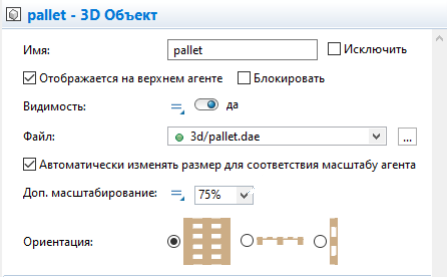 pallet - 3D Объект
Имя: pallet Исключить
Отображается на верхнем агенте Блокировать
Видимость: = да
Файл: 3d/pallet.dae ...
Автоматически изменять размер для соответствия масштабу агента
Доп. масштабирование: = 75%
Ориентация: